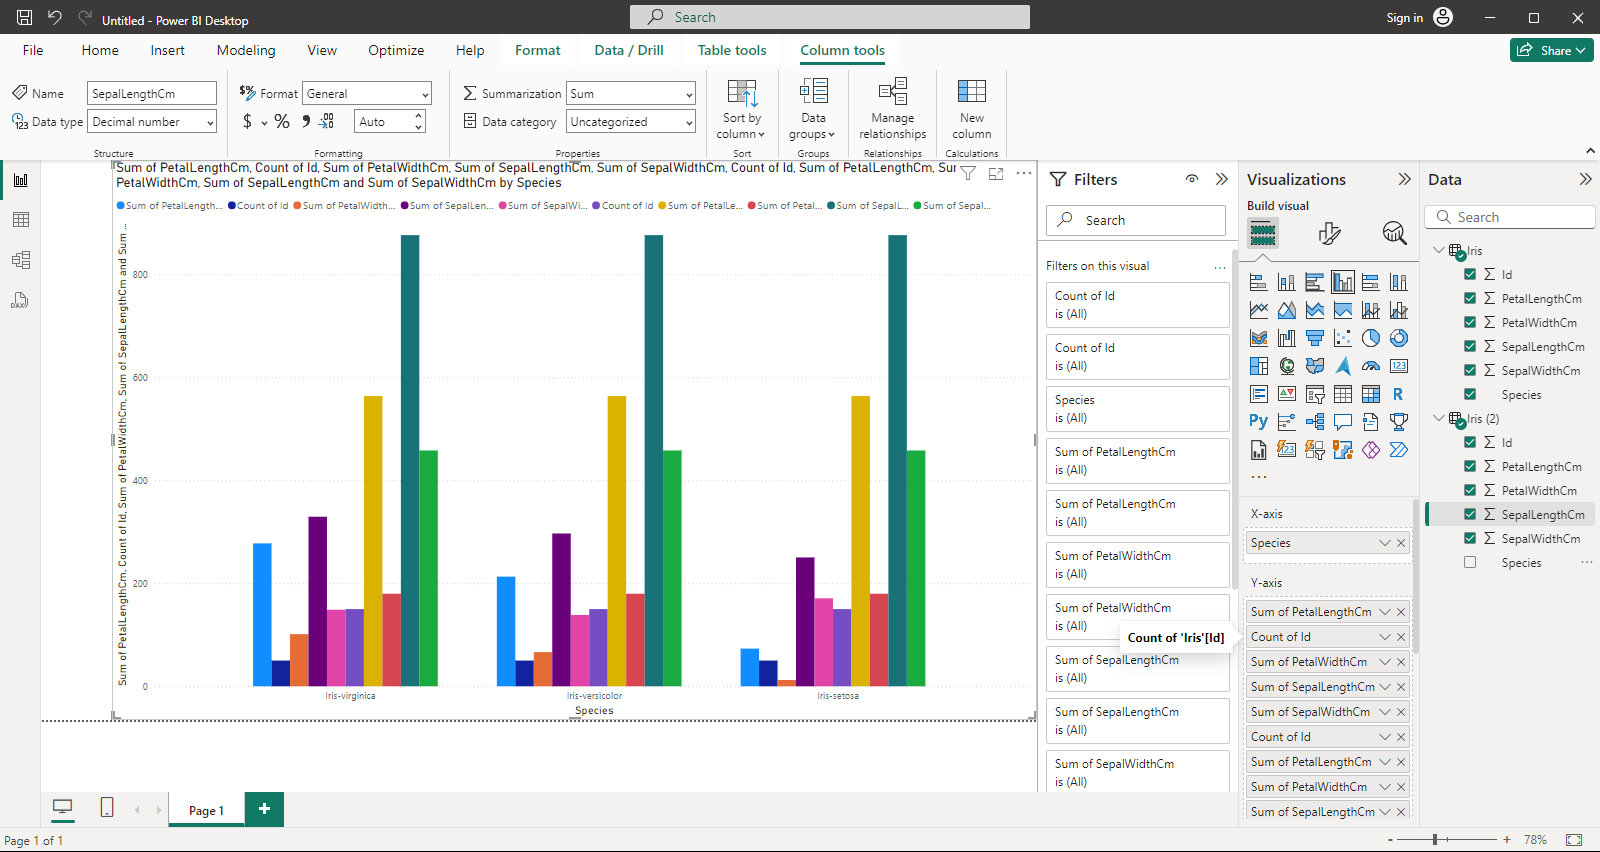 Untitled - Power BI Desktop
Search
Sign in
File
Home
Insert
Modeling
View
Optimize
Help
Format
Data / Drill
Table tools
Column tools
Share
Name
SepalLengthCm
Data type
Decimal number
Structure
$% Format
General
$ % 9 .00
Auto
Formatting
Summarization
Sum
Data category
Uncategorized
Properties
Sort by
column
Sort
Data
groups
Groups
Manage
relationships
Relationships
New
column
Calculations
Sum of PetalLengthCm, Count of Id, Sum of PetalWidthCm, Sum of SepalLengthCm, Sum of SepalWidthCm, Count of Id, Sum of PetalLengthCm, Sur
PetalWidthCm, Sum of SepalLengthCm and Sum of SepalWidthCm by Species
Sum of PetalLength... Count of Id Sum of PetalWidth... Sum of SepalLen... Sum of SepalWi... Count of Id Sum of PetalLe... Sum of Petal... Sum of SepalL... Sum of Sepal...
Sum of PetalLengthCm, Count of Id, Sum of PetalWidthCm, Sum of SepalLengthCm and Sum ...
800
600
400
200
0
Iris-virginica
Iris-versicolor
Iris-setosa
Species
Filters
Search
Filters on this visual
Count of Id
is (All)
Count of Id
is (All)
Species
is (All)
Sum of PetalLengthCm
is (All)
Sum of PetalLengthCm
is (All)
Sum of PetalWidthCm
is (All)
Sum of PetalWidthCm
is (All)
Sum of SepalLengthCm
is (All)
Sum of SepalLengthCm
is (All)
Sum of SepalWidthCm
is (All)
Count of 'Iris'[Id]
Visualizations
Build visual
123
R
Py
123
X-axis
Species
Y-axis
Sum of PetalLengthCm
Count of Id
Sum of PetalWidthCm
Sum of SepalLengthCm
Sum of SepalWidthCm
Count of Id
Sum of PetalLengthCm
Sum of PetalWidthCm
Sum of SepalLengthCm
Data
Search
Iris
Id
PetalLengthCm
PetalWidthCm
SepalLengthCm
SepalWidthCm
Species
Iris (2)
Id
PetalLengthCm
PetalWidthCm
SepalLengthCm
SepalWidthCm
Species
DAX
Page 1
Page 1 of 1
- + 78%